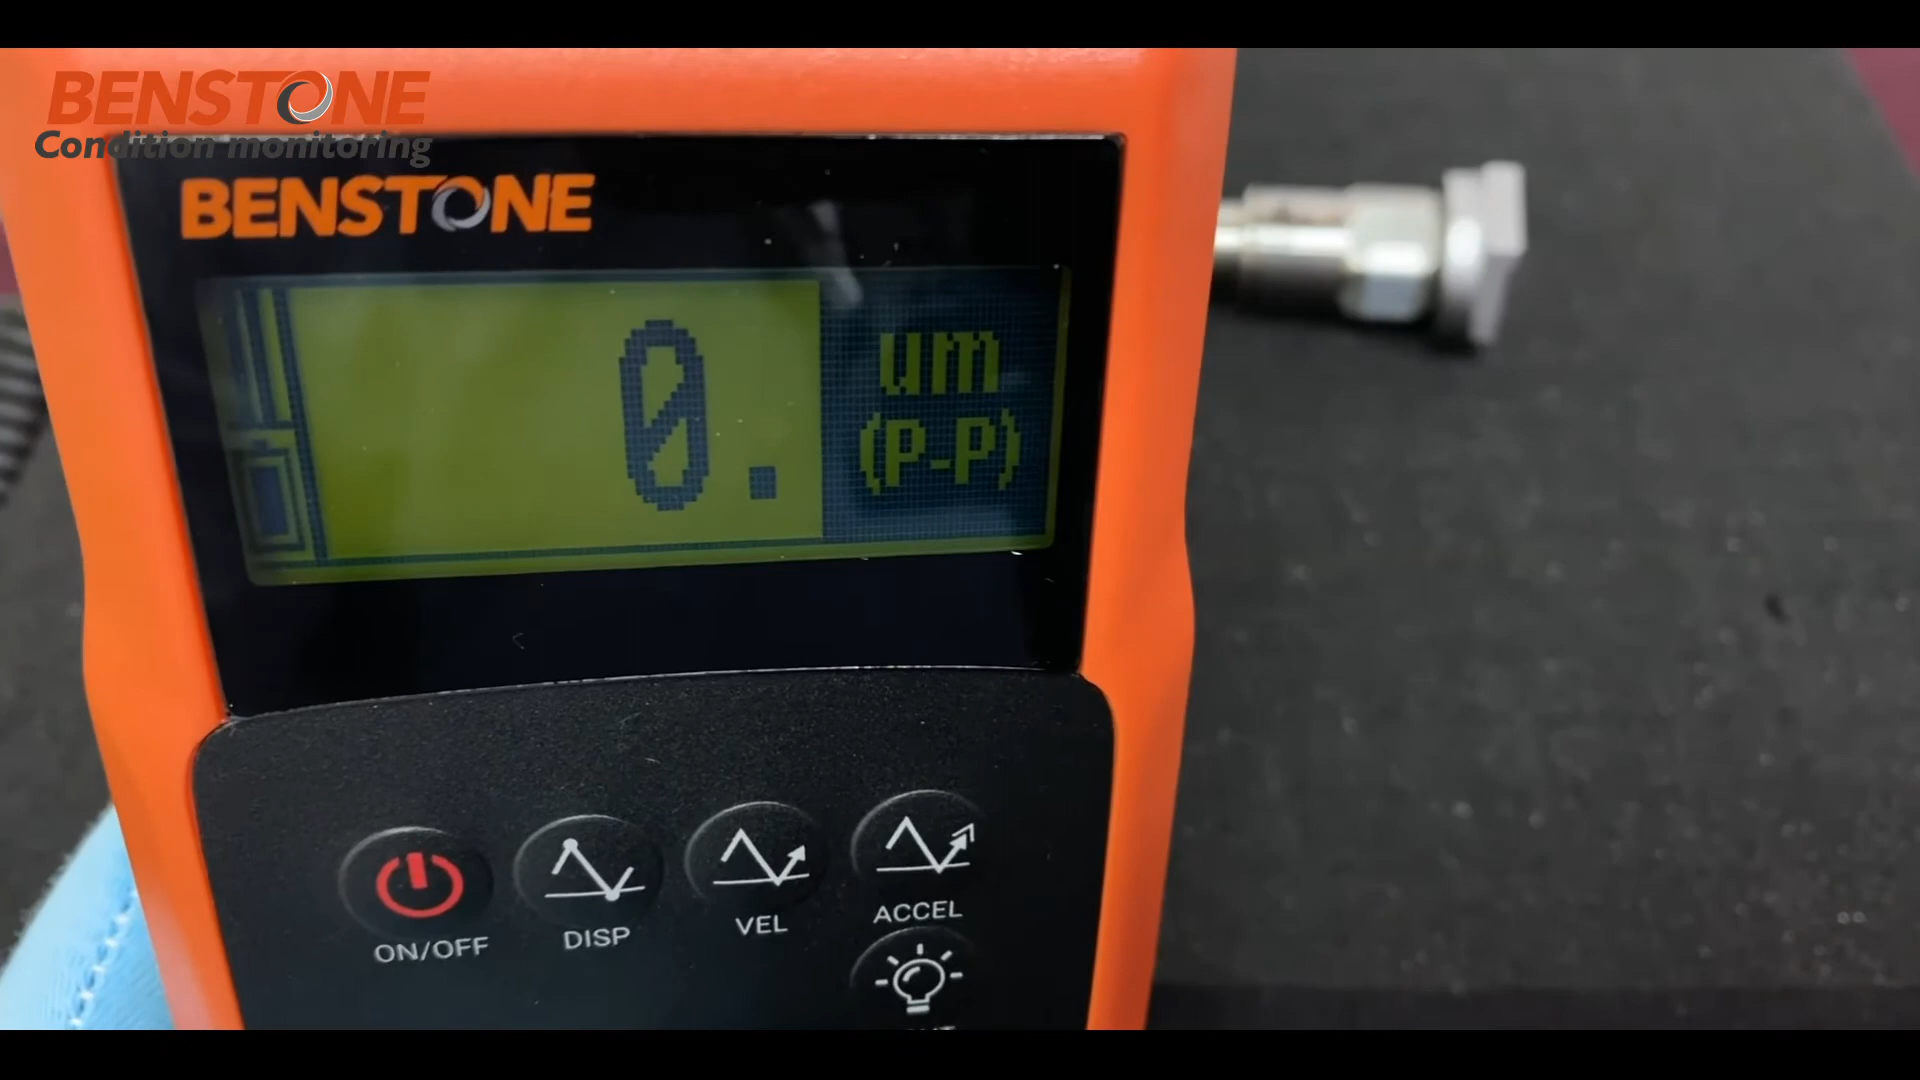 BENSTONE
Condition monitoring
BENSTONE
0.
um
(P-P)
ON/OFF
DISP
VEL
ACCEL